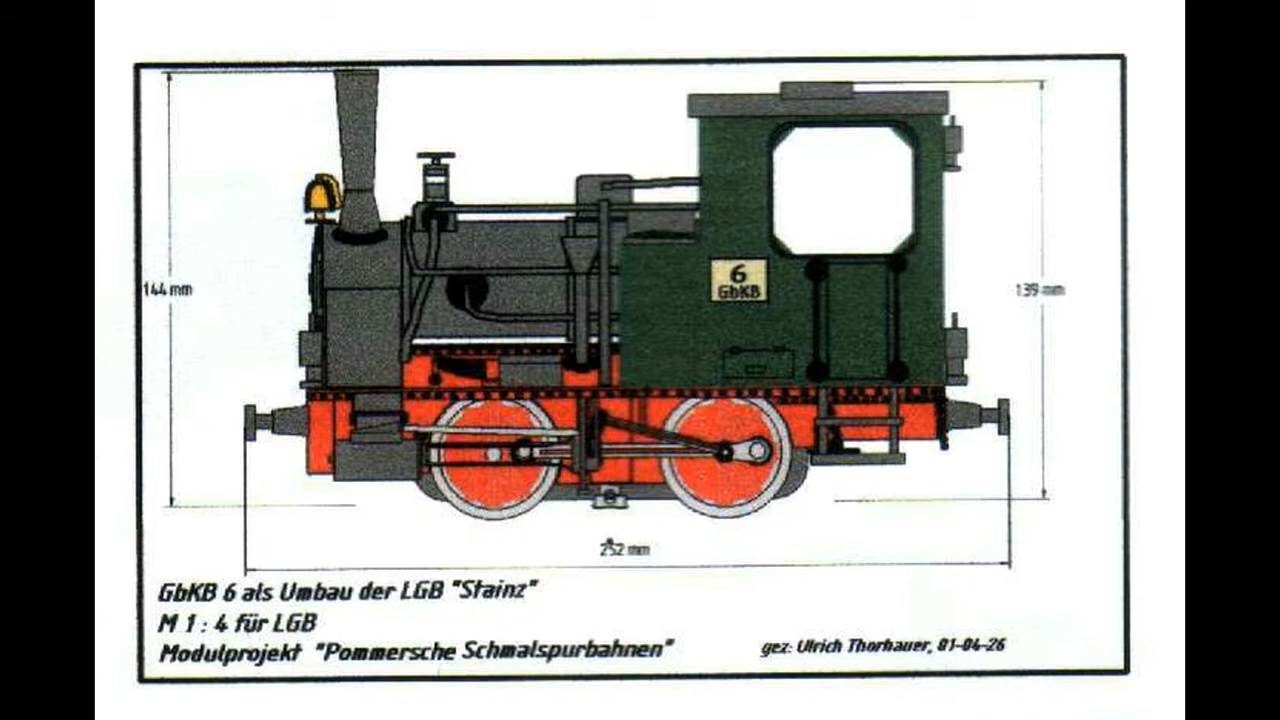 6
GbKB
144 mm
139 mm
252 mm
GbKB 6 als Umbau der LGB "Stainz"
M 1 : 4 für LGB
Modulprojekt "Pommersche Schmalspurbahnen"
gez: Ulrich Thorhauer, 01-04-26